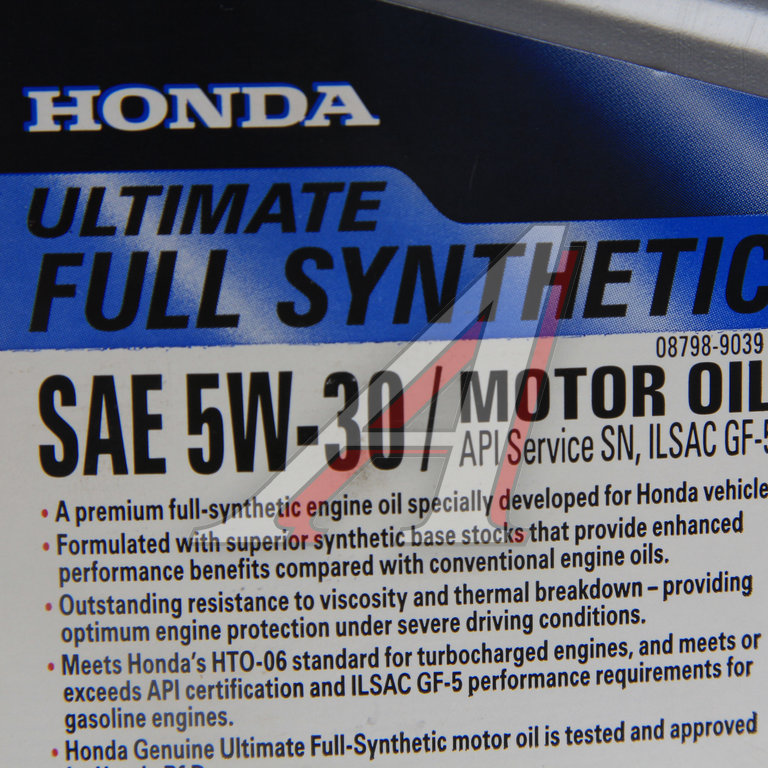 HONDA
ULTIMATE
FULL SYNTHETIC
08798-9039
SAE 5W-30 / MOTOR OIL
API Service SN, ILSAC GF-5
• A premium full-synthetic engine oil specially developed for Honda vehicle
• Formulated with superior synthetic base stocks that provide enhanced
performance benefits compared with conventional engine oils.
• Outstanding resistance to viscosity and thermal breakdown – providing
optimum engine protection under severe driving conditions.
• Meets Honda's HTO-06 standard for turbocharged engines, and meets or
exceeds API certification and ILSAC GF-5 performance requirements for
gasoline engines.
• Honda Genuine Ultimate Full-Synthetic motor oil is tested and approved